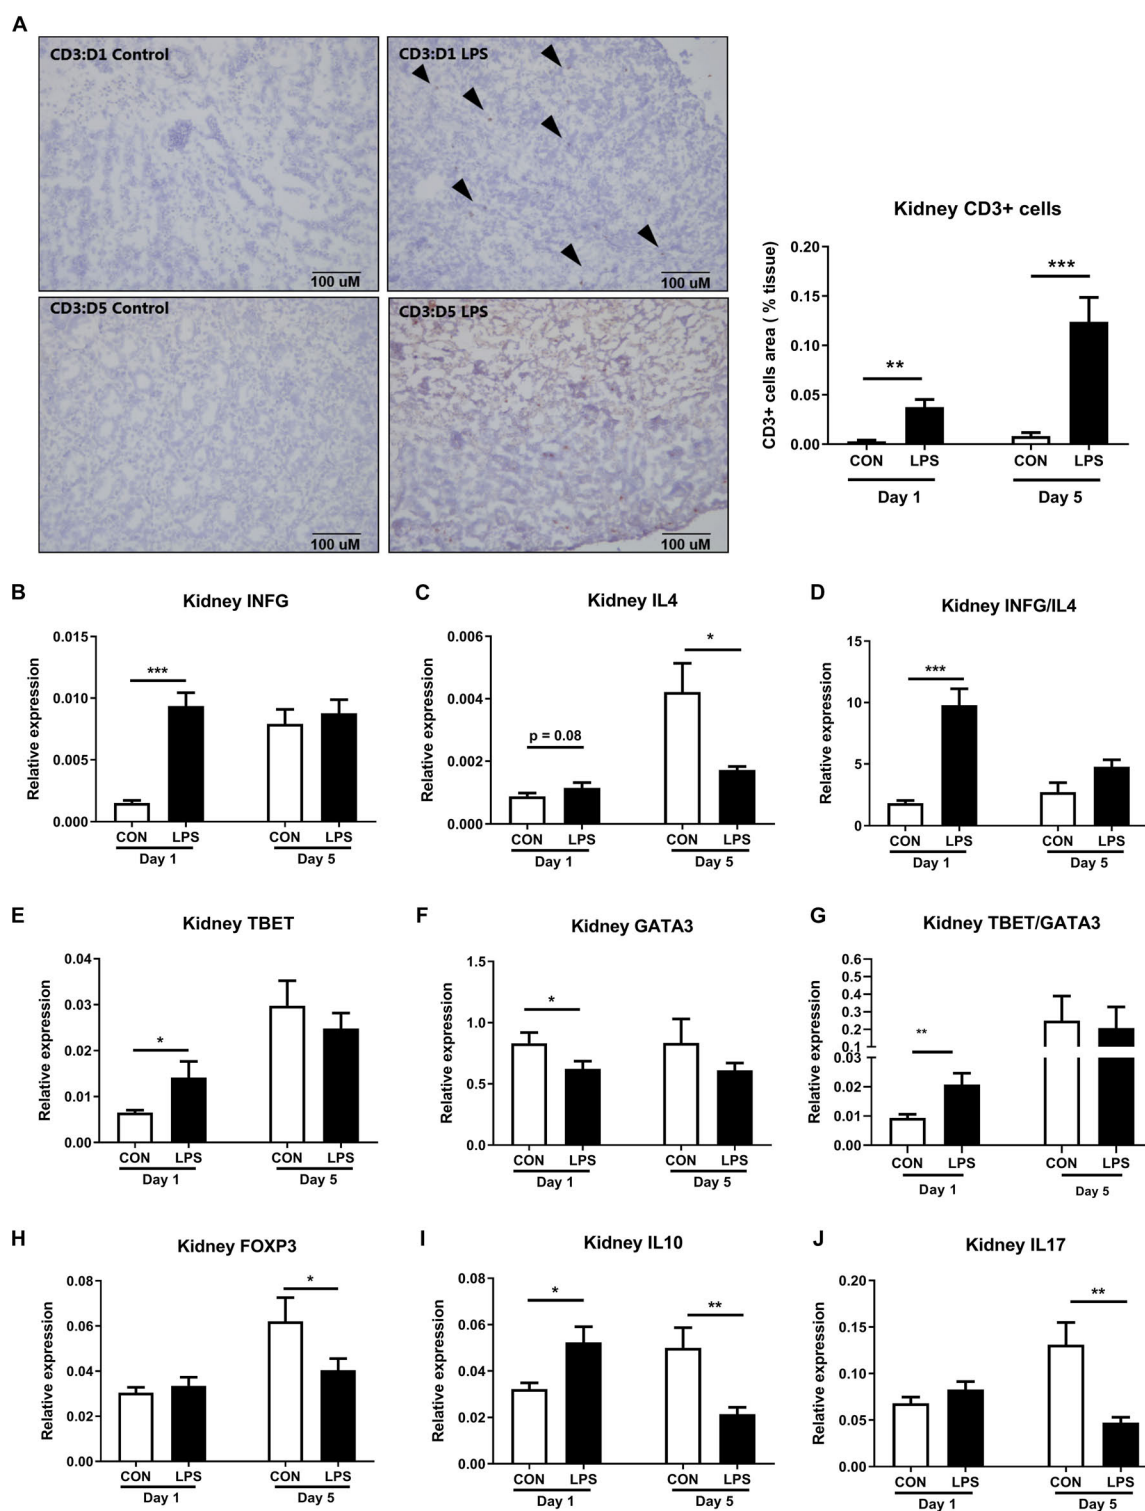 A
CD3:D1 Control
100 uM
CD3:D1 LPS
100 uM
CD3:D5 Control
100 uM
CD3:D5 LPS
100 uM
Kidney CD3+ cells
CD3+ cells area ( % tissue)
0.20
0.15
0.10
0.05
0.00
**
***
CON LPS CON LPS
Day 1 Day 5
B
Kidney INFG
Relative expression
0.015
0.010
0.005
0.000
***
CON LPS CON LPS
Day 1 Day 5
C
Kidney IL4
Relative expression
0.006
0.004
0.002
0.000
p = 0.08
*
CON LPS CON LPS
Day 1 Day 5
D
Kidney INFG/IL4
Relative expression
15
10
5
0
***
CON LPS CON LPS
Day 1 Day 5
E
Kidney TBET
Relative expression
0.04
0.03
0.02
0.01
0.00
*
CON LPS CON LPS
Day 1 Day 5
F
Kidney GATA3
Relative expression
1.5
1.0
0.5
0.0
*
CON LPS CON LPS
Day 1 Day 5
G
Kidney TBET/GATA3
Relative expression
0.6
0.5
0.4
0.3
0.2
0.1
0.03
0.02
0.01
0.00
**
CON LPS CON LPS
Day 1 Day 5
H
Kidney FOXP3
Relative expression
0.08
0.06
0.04
0.02
0.00
*
CON LPS CON LPS
Day 1 Day 5
I
Kidney IL10
Relative expression
0.08
0.06
0.04
0.02
0.00
*
**
CON LPS CON LPS
Day 1 Day 5
J
Kidney IL17
Relative expression
0.20
0.15
0.10
0.05
0.00
**
CON LPS CON LPS
Day 1 Day 5